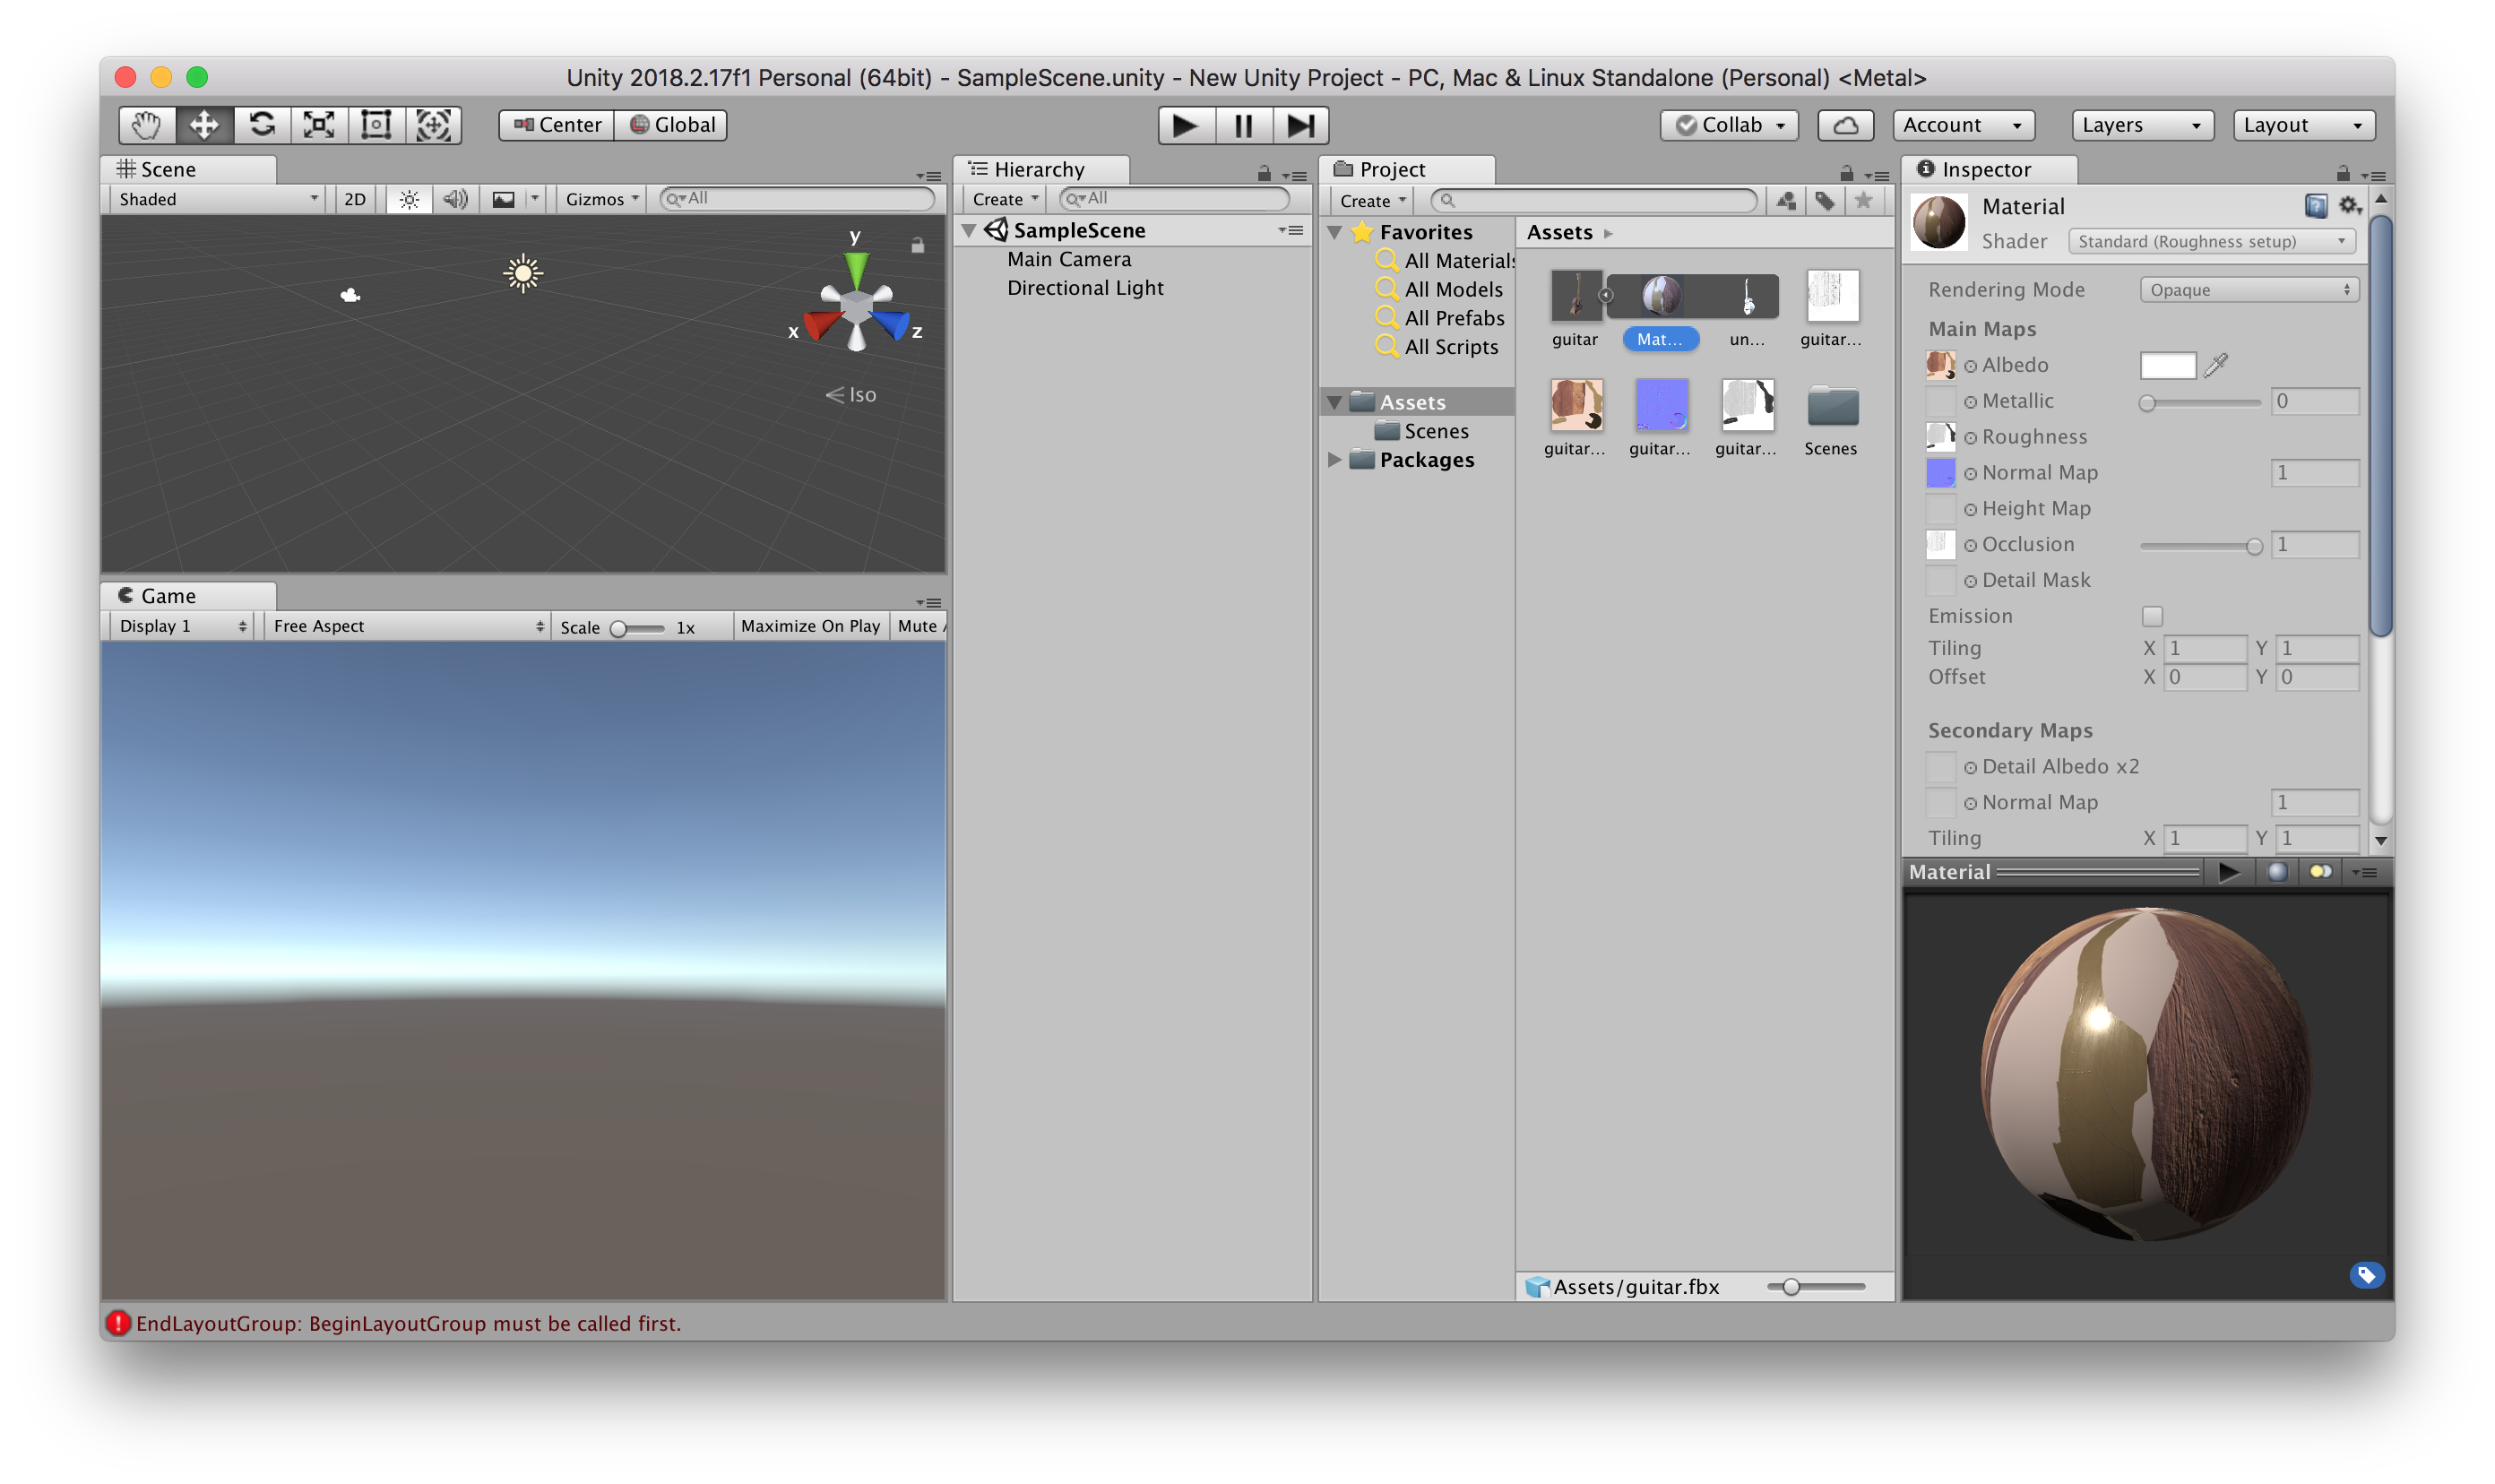 Unity 2018.2.17f1 Personal (64bit) - SampleScene.unity - New Unity Project - PC, Mac & Linux Standalone (Personal) <Metal>
Center Global Collab Account Layers Layout
Scene
Shaded 2D Gizmos All
y
x z
Iso
Game
Display 1 Free Aspect Scale 1x Maximize On Play Mute
Hierarchy
Create All
SampleScene
Main Camera
Directional Light
Project
Create
Favorites
All Materials
All Models
All Prefabs
All Scripts
Assets
Scenes
Packages
Assets
guitar Mat... un... guitar...
guitar... guitar... guitar... Scenes
Assets/guitar.fbx
Inspector
Material
Shader Standard (Roughness setup)
Rendering Mode Opaque
Main Maps
Albedo
Metallic 0
Roughness
Normal Map 1
Height Map
Occlusion 1
Detail Mask
Emission
Tiling X 1 Y 1
Offset X 0 Y 0
Secondary Maps
Detail Albedo x2
Normal Map 1
Tiling X 1 Y 1
Material
EndLayoutGroup: BeginLayoutGroup must be called first.